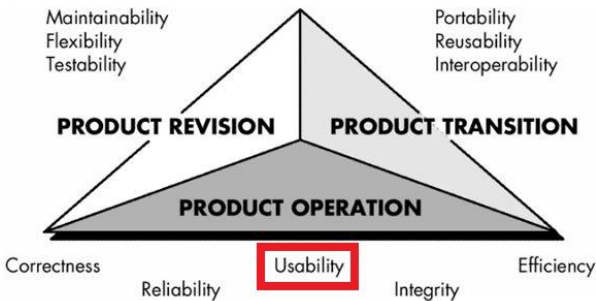 Maintainability
Flexibility
Testability
Portability
Reusability
Interoperability
PRODUCT REVISION
PRODUCT TRANSITION
PRODUCT OPERATION
Correctness
Reliability
Usability
Integrity
Efficiency